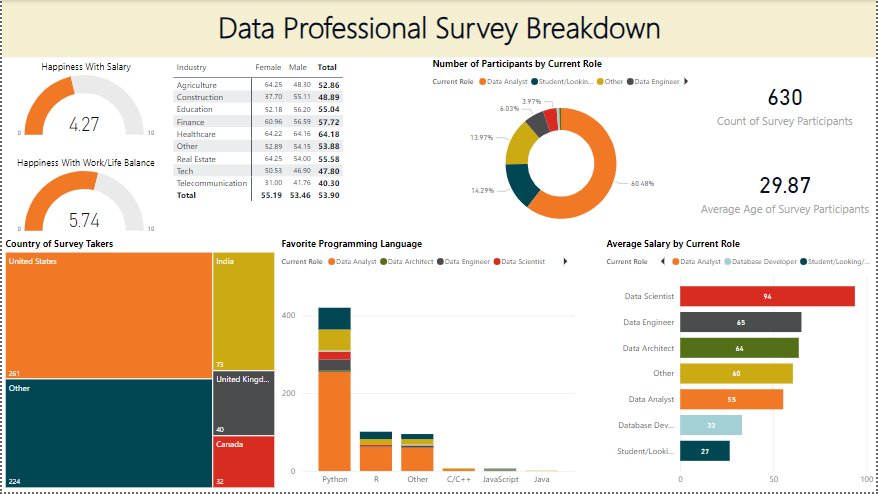 Data Professional Survey Breakdown
Happiness With Salary
4.27
0 10
Happiness With Work/Life Balance
5.74
0 10
Industry Female Male Total
Agriculture 64.25 48.30 52.86
Construction 37.70 55.11 48.89
Education 52.18 56.20 55.04
Finance 60.96 56.59 57.72
Healthcare 64.22 64.16 64.18
Other 52.89 54.15 53.88
Real Estate 64.25 54.00 55.58
Tech 50.53 46.90 47.80
Telecommunication 31.00 41.76 40.30
Total 55.19 53.46 53.90
Number of Participants by Current Role
Current Role Data Analyst Student/Lookin... Other Data Engineer
3.97%
6.03%
13.97%
14.29%
60.48%
630
Count of Survey Participants
29.87
Average Age of Survey Participants
Country of Survey Takers
United States
261
Other
224
India
73
United Kingd...
40
Canada
32
Favorite Programming Language
Current Role Data Analyst Data Architect Data Engineer Data Scientist
400
200
0
Python R Other C/C++ JavaScript Java
Average Salary by Current Role
Current Role Data Analyst Database Developer Student/Looking/...
Data Scientist 94
Data Engineer 65
Data Architect 64
Other 60
Data Analyst 55
Database Dev... 33
Student/Looki... 27
0 50 100